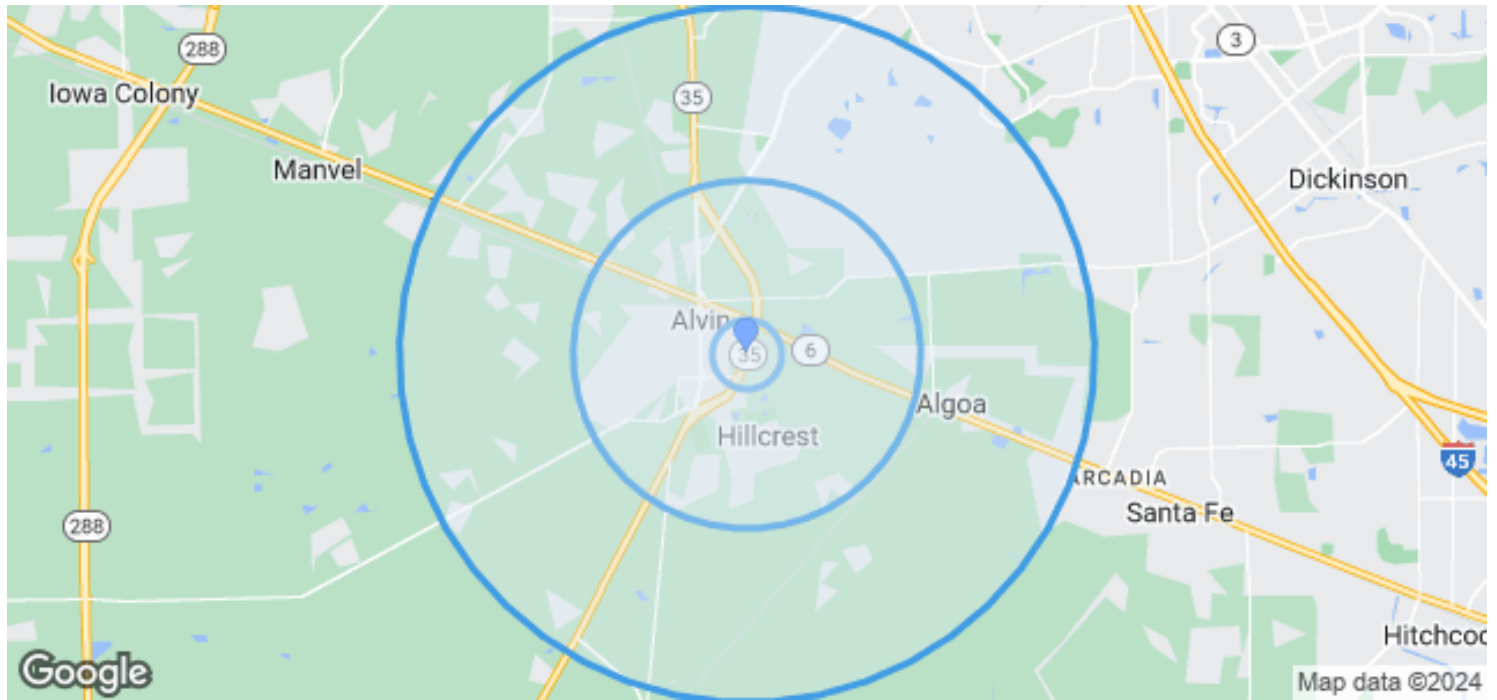 288
3
Iowa Colony
35
Manvel
Dickinson
Alvin
35
6
Algoa
Hillcrest
45
ARCADIA
Santa Fe
288
Hitchcoc
Google
Map data ©2024